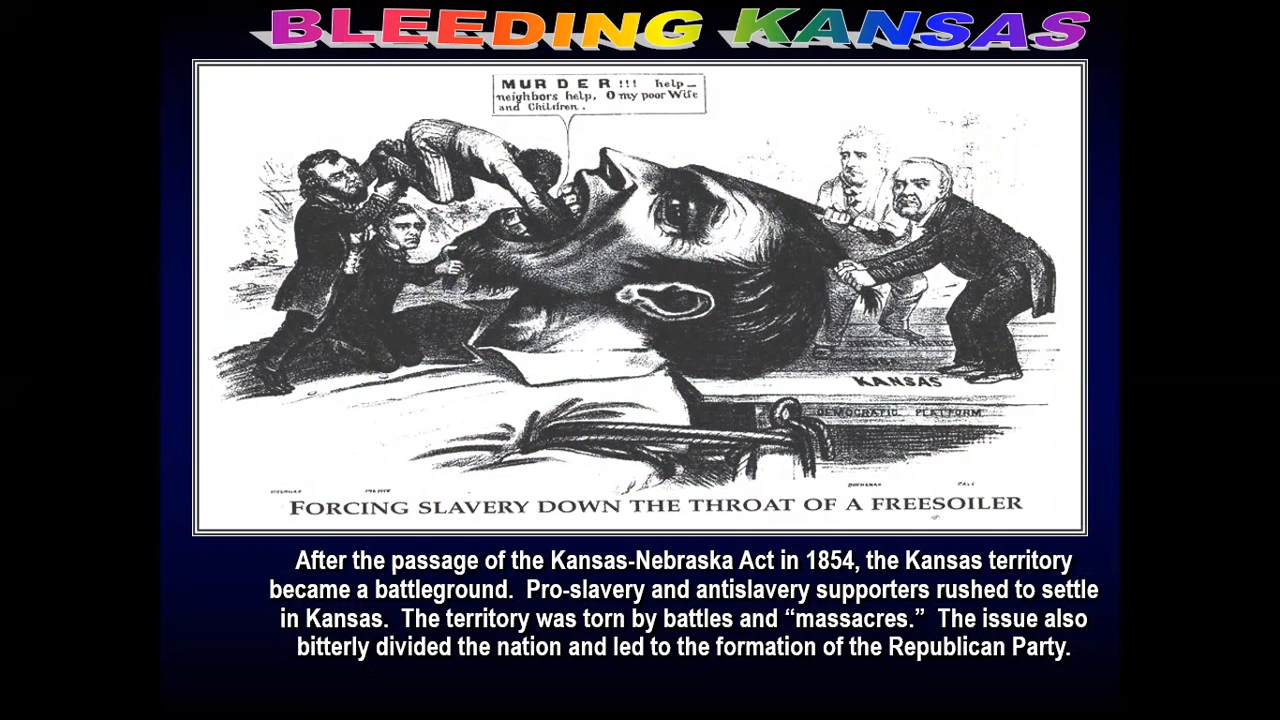 BLEEDING KANSAS
MURDER!!! help_
neighbors help, O my poor Wife
and Children.
KANSAS
DEMOCRATIC PLATFORM
FORCING SLAVERY DOWN THE THROAT OF A FREESOILER
After the passage of the Kansas-Nebraska Act in 1854, the Kansas territory
became a battleground. Pro-slavery and antislavery supporters rushed to settle
in Kansas. The territory was torn by battles and “massacres.” The issue also
bitterly divided the nation and led to the formation of the Republican Party.